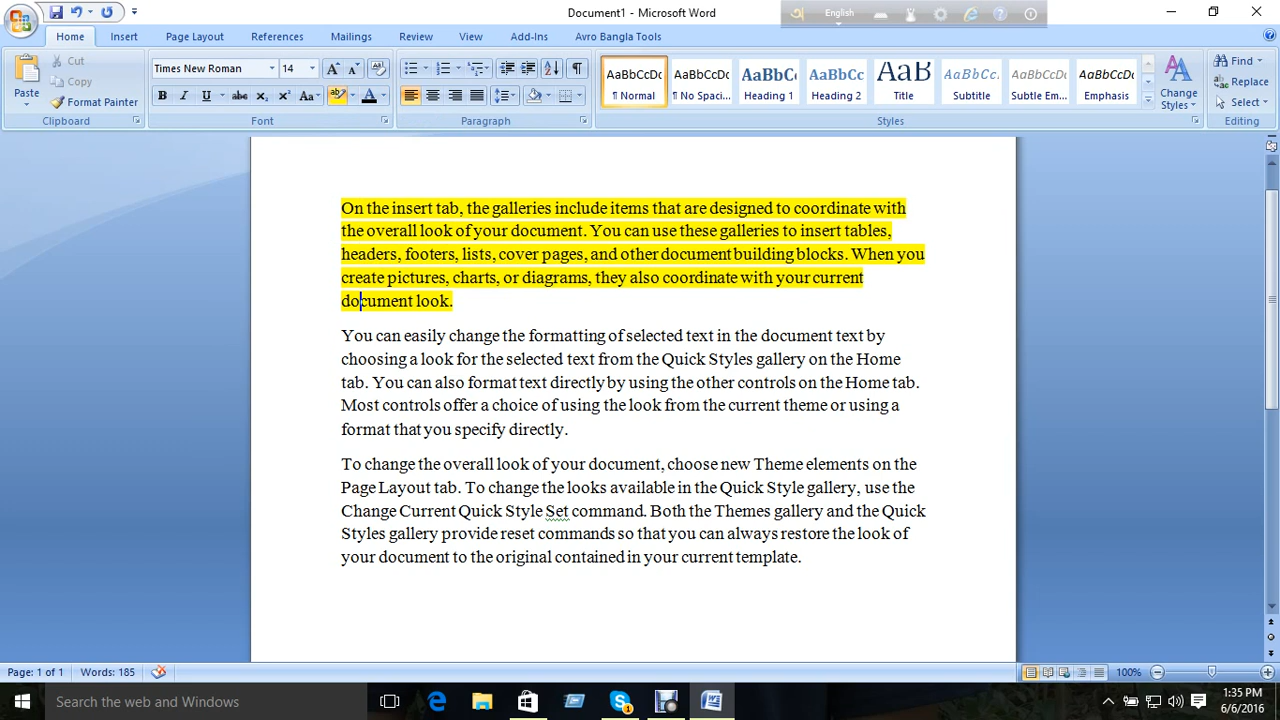 Document1 - Microsoft Word
English
Home Insert Page Layout References Mailings Review View Add-Ins Avro Bangla Tools
Paste
Cut
Copy
Format Painter
Clipboard
Times New Roman 14
Font
Paragraph
AaBbCcDc AaBbCcDc AaBbCc AaBbCc AaB AaBbCc. AaBbCcDc AaBbCcDc
¶ Normal ¶ No Spaci... Heading 1 Heading 2 Title Subtitle Subtle Em... Emphasis
Styles
Change
Styles
Find
Replace
Select
Editing
On the insert tab, the galleries include items that are designed to coordinate with
the overall look of your document. You can use these galleries to insert tables,
headers, footers, lists, cover pages, and other document building blocks. When you
create pictures, charts, or diagrams, they also coordinate with your current
document look.
You can easily change the formatting of selected text in the document text by
choosing a look for the selected text from the Quick Styles gallery on the Home
tab. You can also format text directly by using the other controls on the Home tab.
Most controls offer a choice of using the look from the current theme or using a
format that you specify directly.
To change the overall look of your document, choose new Theme elements on the
Page Layout tab. To change the looks available in the Quick Style gallery, use the
Change Current Quick Style Set command. Both the Themes gallery and the Quick
Styles gallery provide reset commands so that you can always restore the look of
your document to the original contained in your current template.
Page: 1 of 1 Words: 185 100%
Search the web and Windows
1:35 PM
6/6/2016